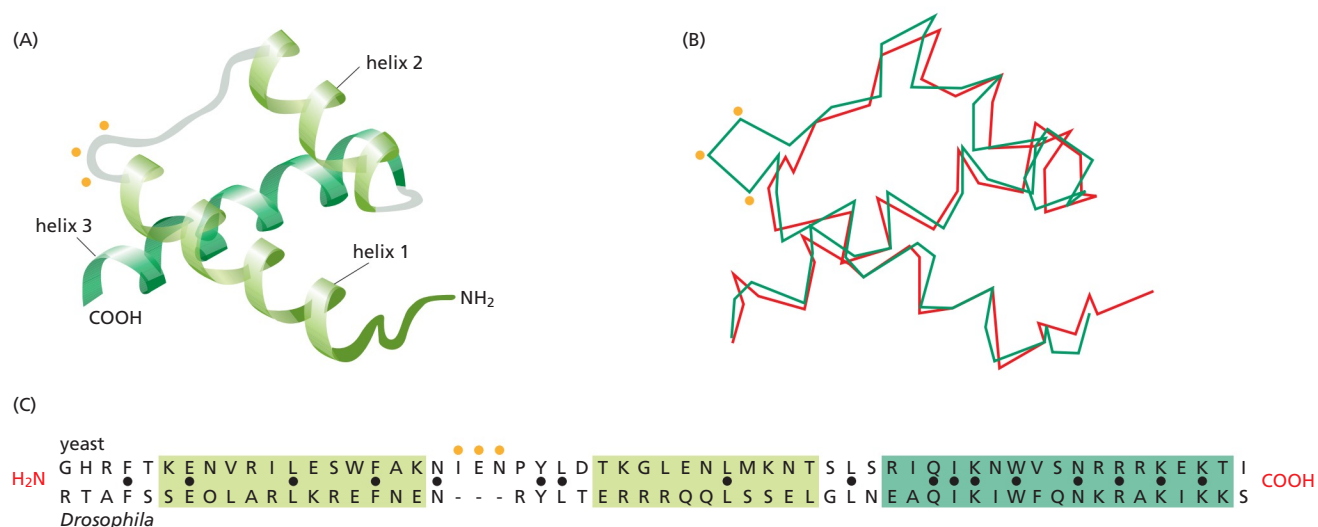 (A)
helix 2
helix 3
helix 1
NH2
COOH
(B)
(C)
yeast
H2N
G H R F T K E N V R I L E S W F A K N I E N P Y L D T K G L E N L M K N T S L S R I Q I K N W V S N R R R K E K T I
COOH
R T A F S S E O L A R L K R E F N E N - - - R Y L T E R R R Q Q L S S E L G L N E A Q I K I W F Q N K R A K I K K S
Drosophila